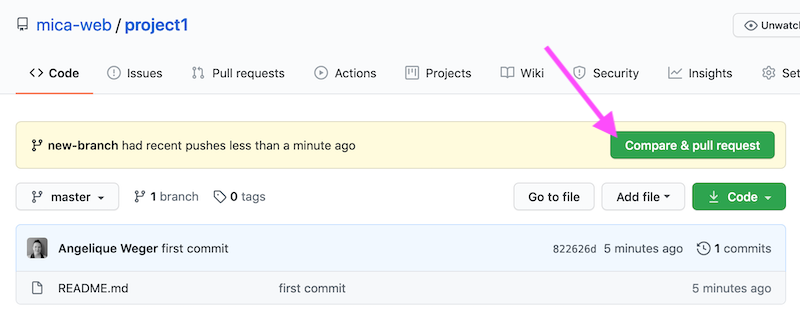 mica-web / project1
Unwatch
Code Issues Pull requests Actions Projects Wiki Security Insights Set
new-branch had recent pushes less than a minute ago Compare & pull request
master 1 branch 0 tags Go to file Add file Code
Angelique Weger first commit 822626d 5 minutes ago 1 commits
README.md first commit 5 minutes ago